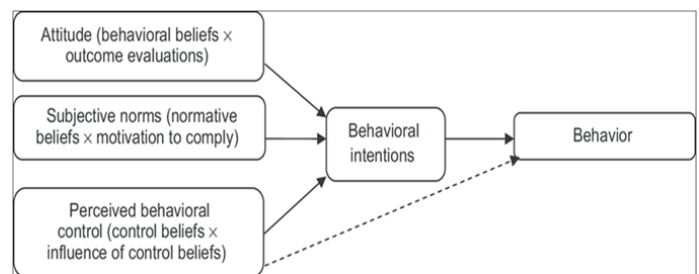 Attitude (behavioral beliefs ×
outcome evaluations)
Subjective norms (normative
beliefs × motivation to comply)
Perceived behavioral
control (control beliefs ×
influence of control beliefs)
Behavioral
intentions
Behavior